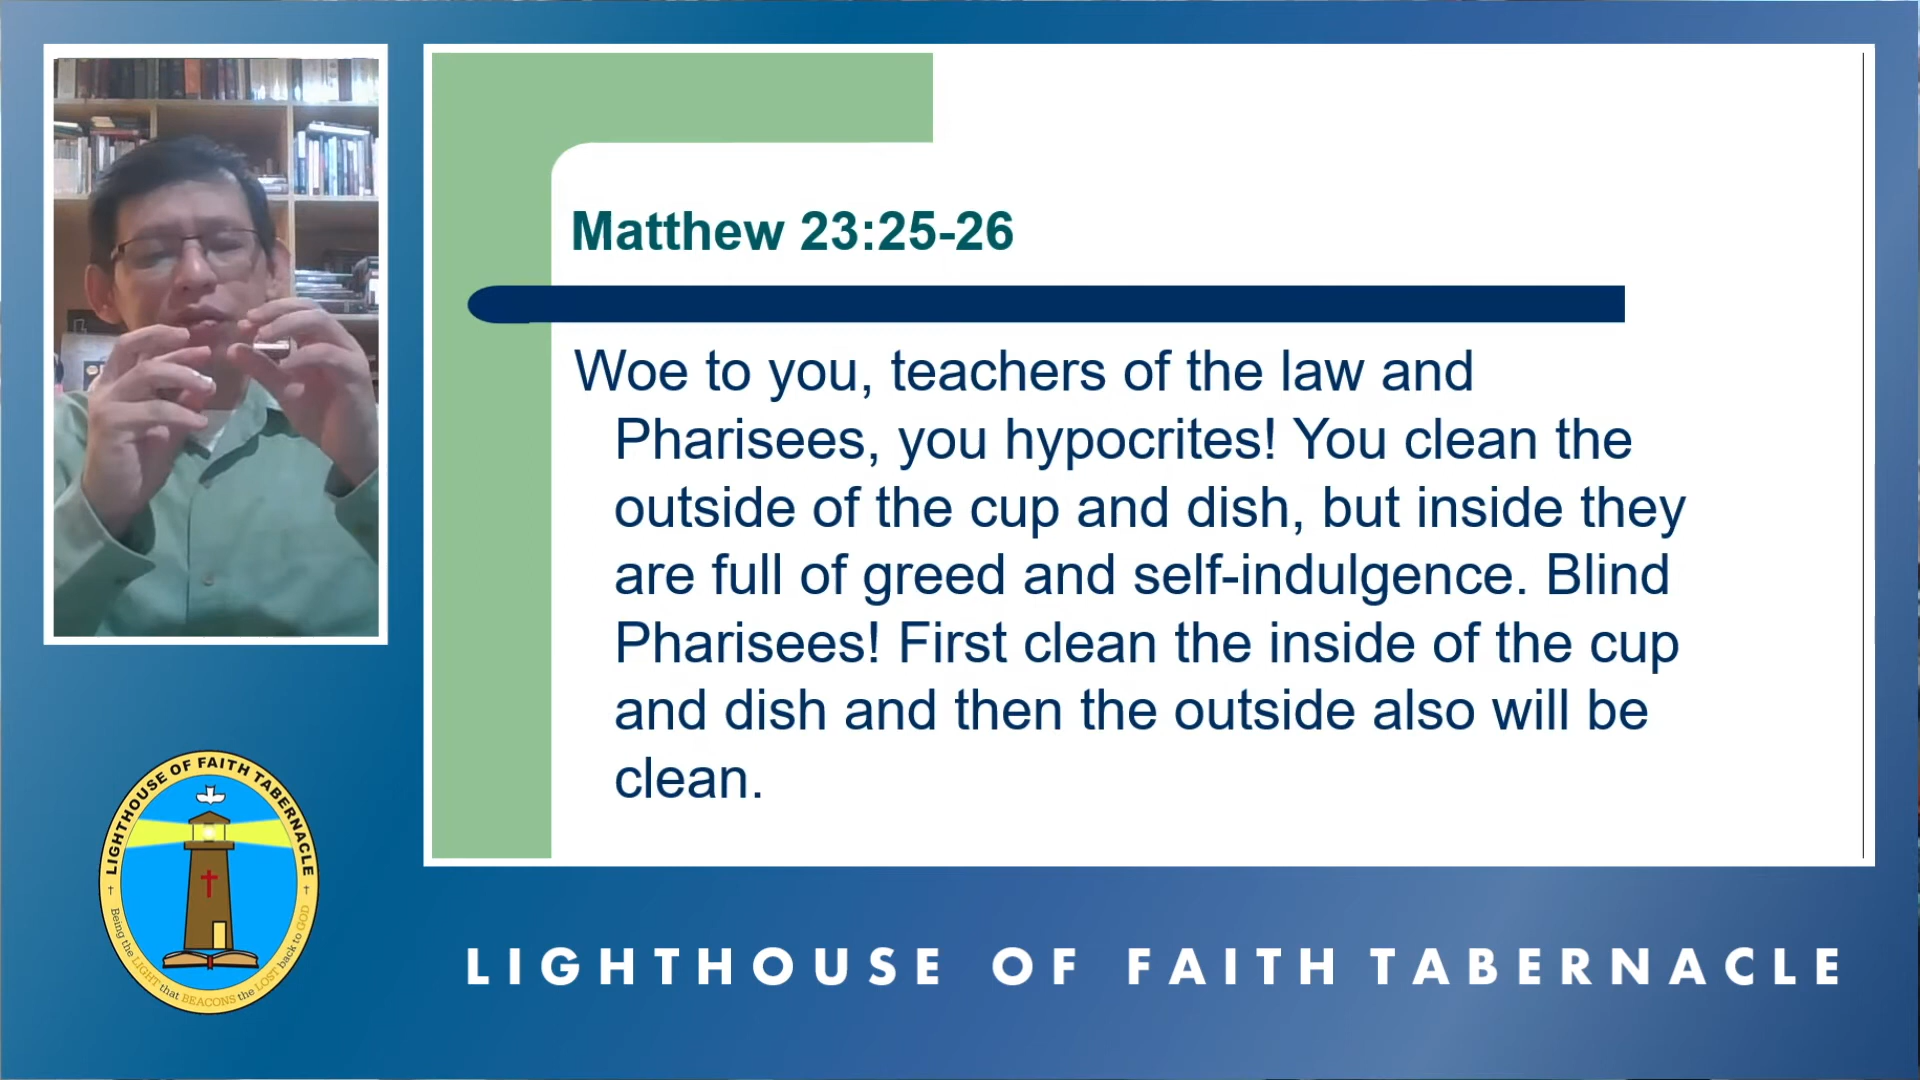 Matthew 23:25-26
Woe to you, teachers of the law and
Pharisees, you hypocrites! You clean the
outside of the cup and dish, but inside they
are full of greed and self-indulgence. Blind
Pharisees! First clean the inside of the cup
and dish and then the outside also will be
clean.
LIGHTHOUSE OF FAITH TABERNACLE
Being the LIGHT that BEACONS the LOST back to GOD
LIGHTHOUSE OF FAITH TABERNACLE